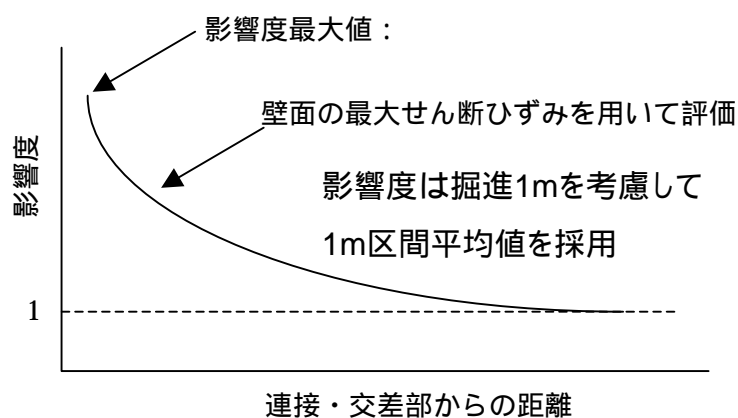 影響度最大値：
壁面の最大せん断ひずみを用いて評価
影響度は掘進1mを考慮して
1m区間平均値を採用
影響度
1
連接・交差部からの距離